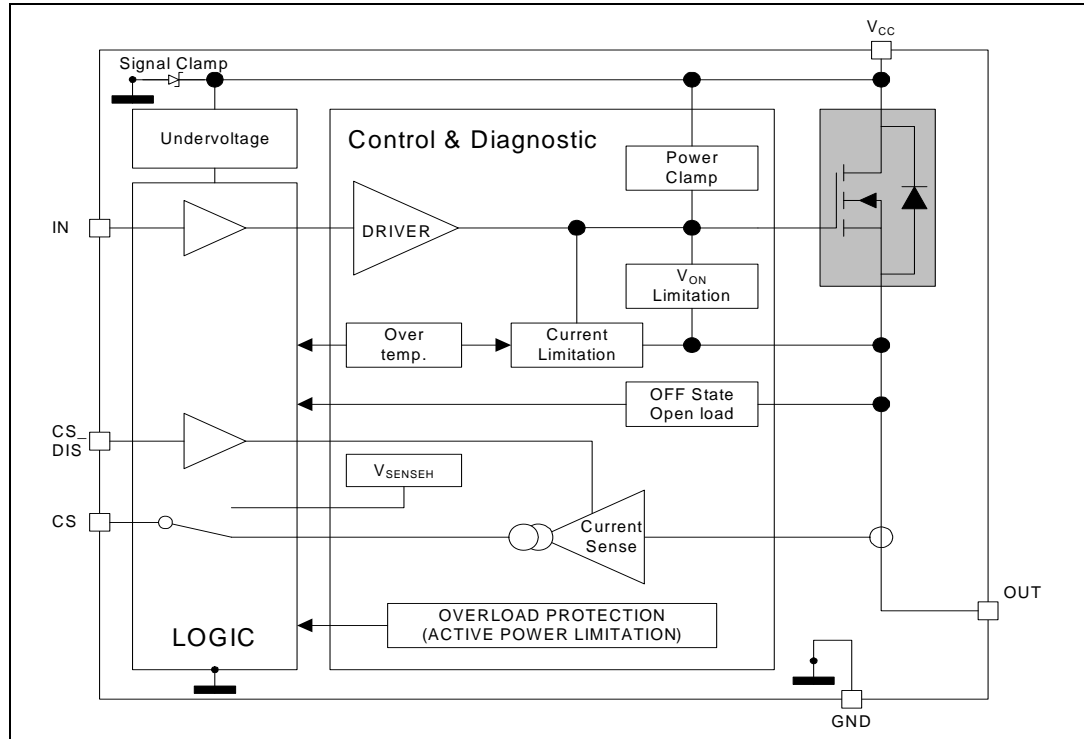 VCC
Signal Clamp
Undervoltage
Control & Diagnostic
Power
Clamp
IN
DRIVER
VON
Limitation
Over
temp.
Current
Limitation
OFF State
Open load
CS_
DIS
VSENSEH
CS
Current
Sense
OUT
OVERLOAD PROTECTION
(ACTIVE POWER LIMITATION)
LOGIC
GND